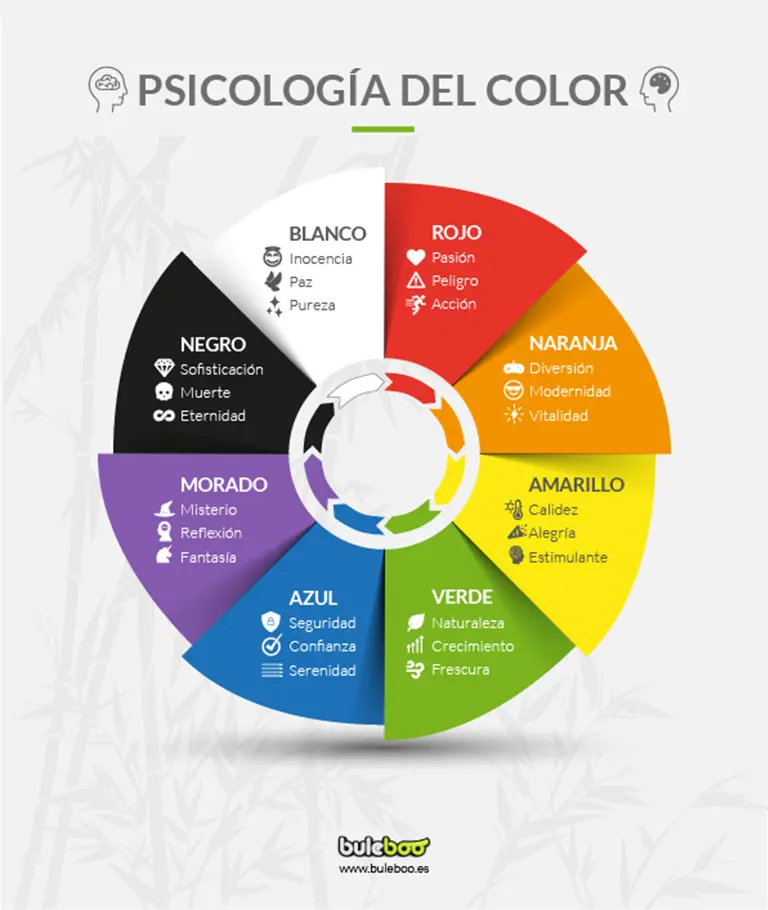 PSICOLOGÍA DEL COLOR
BLANCO
Inocencia
Paz
Pureza
ROJO
Pasión
Peligro
Acción
NARANJA
Diversión
Modernidad
Vitalidad
AMARILLO
Calidez
Alegría
Estimulante
VERDE
Naturaleza
Crecimiento
Frescura
AZUL
Seguridad
Confianza
Serenidad
MORADO
Misterio
Reflexión
Fantasía
NEGRO
Sofisticación
Muerte
Eternidad
buleboo
www.buleboo.es